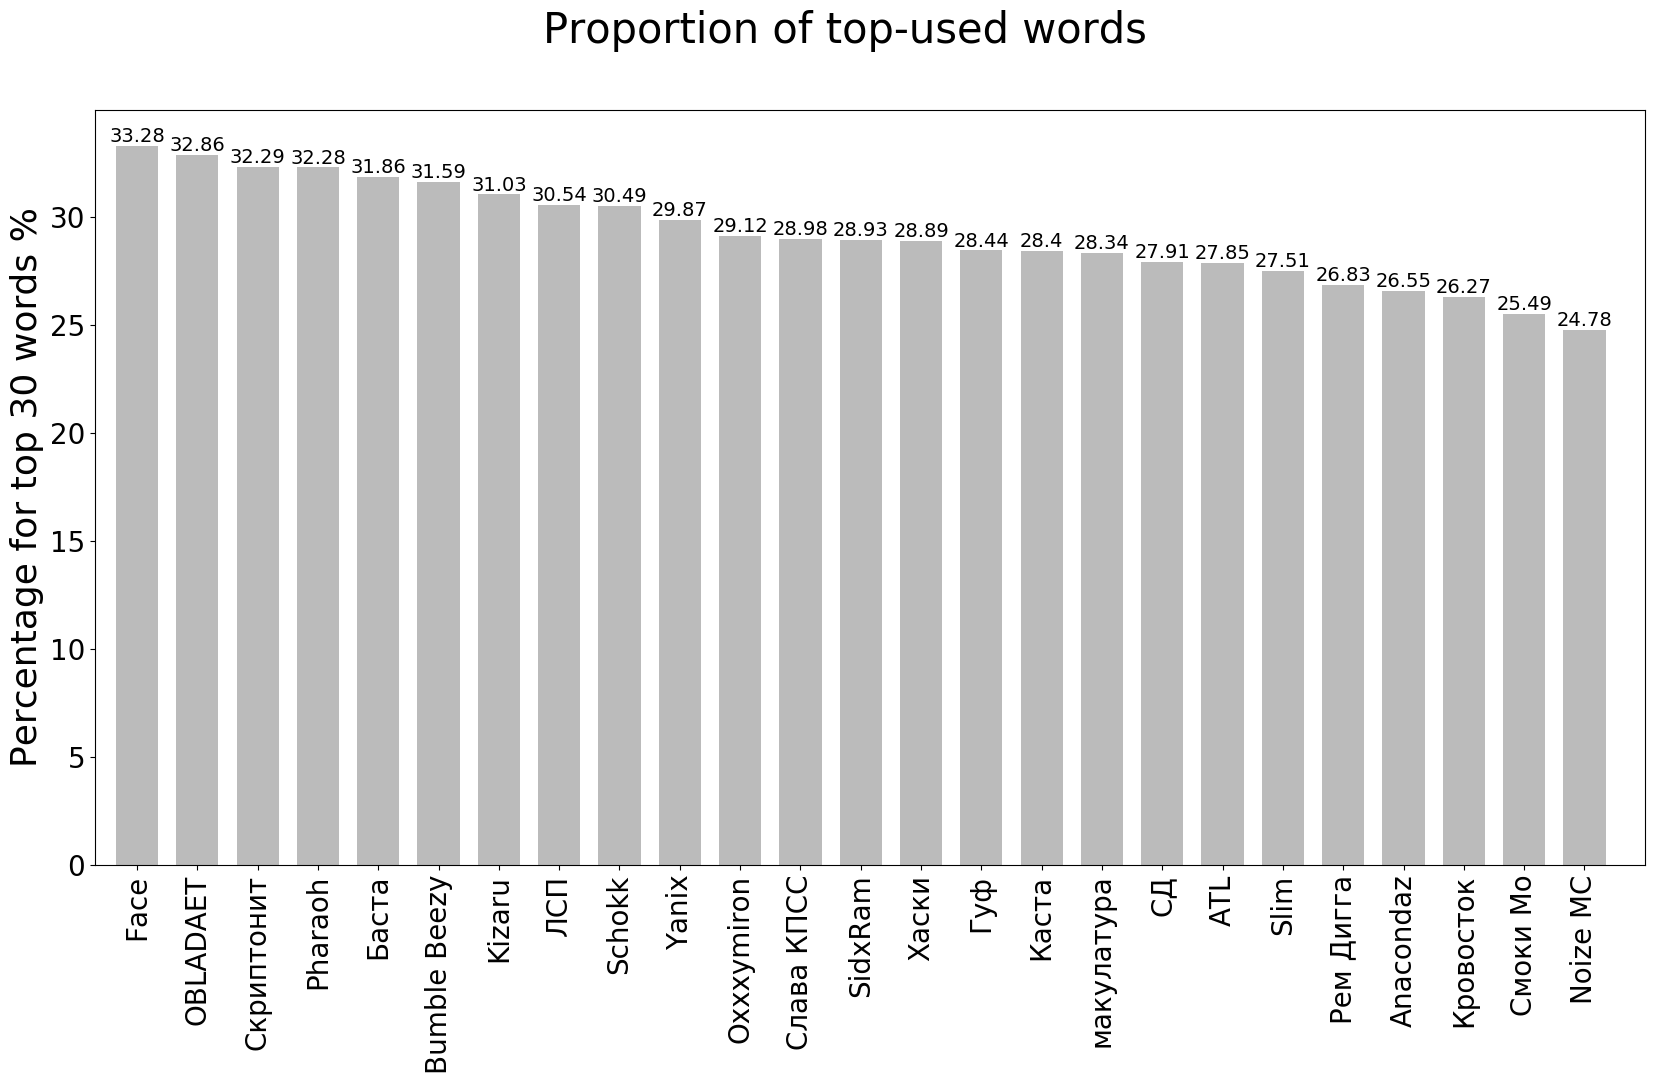 Proportion of top-used words
Percentage for top 30 words %
30
25
20
15
10
5
0
33.28
32.86
32.29
32.28
31.86
31.59
31.03
30.54
30.49
29.87
29.12
28.98
28.93
28.89
28.44
28.4
28.34
27.91
27.85
27.51
26.83
26.55
26.27
25.49
24.78
Face
OBLADAET
Скриптонит
Pharaoh
Баста
Bumble Beezy
Kizaru
ЛСП
Schokk
Yanix
Oxxxymiron
Слава КПСС
SidxRam
Хаски
Гуф
Каста
макулатура
СД
ATL
Slim
Рем Дигга
Anacondaz
Кровосток
Смоки Мо
Noize MC